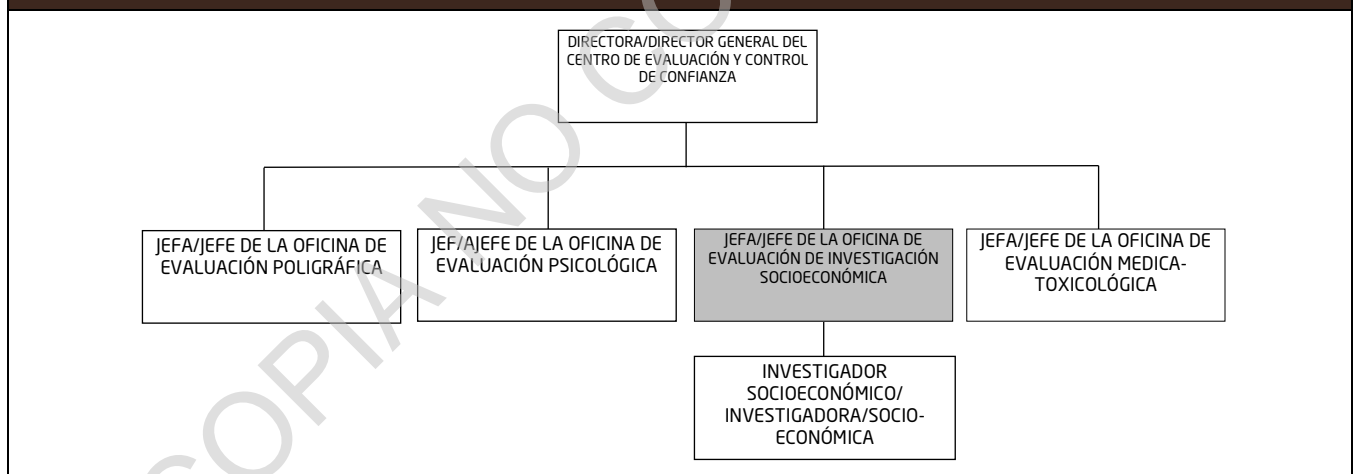 DIRECTORA/DIRECTOR GENERAL DEL
CENTRO DE EVALUACIÓN Y CONTROL
DE CONFIANZA
JEFA/JEFE DE LA OFICINA DE
EVALUACIÓN POLIGRÁFICA
JEF/AJEFE DE LA OFICINA DE
EVALUACIÓN PSICOLÓGICA
JEFA/JEFE DE LA OFICINA DE
EVALUACIÓN DE INVESTIGACIÓN
SOCIOECONÓMICA
JEFA/JEFE DE LA OFICINA DE
EVALUACIÓN MEDICA-
TOXICOLÓGICA
INVESTIGADOR
SOCIOECONÓMICO/
INVESTIGADORA/SOCIO-
ECONÓMICA
COPIA NO CO